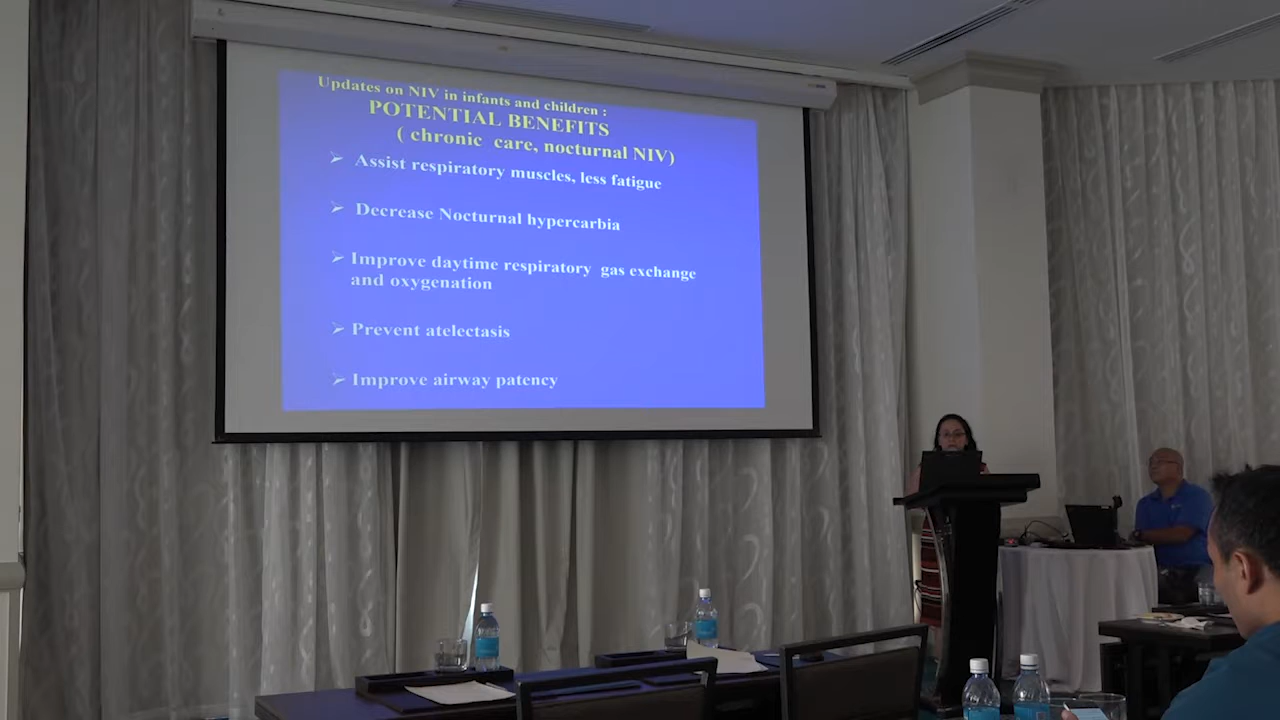 Updates on NIV in infants and children :
POTENTIAL BENEFITS
( chronic care, nocturnal NIV)
➢ Assist respiratory muscles, less fatigue
➢ Decrease Nocturnal hypercarbia
➢ Improve daytime respiratory gas exchange
and oxygenation
➢ Prevent atelectasis
➢ Improve airway patency